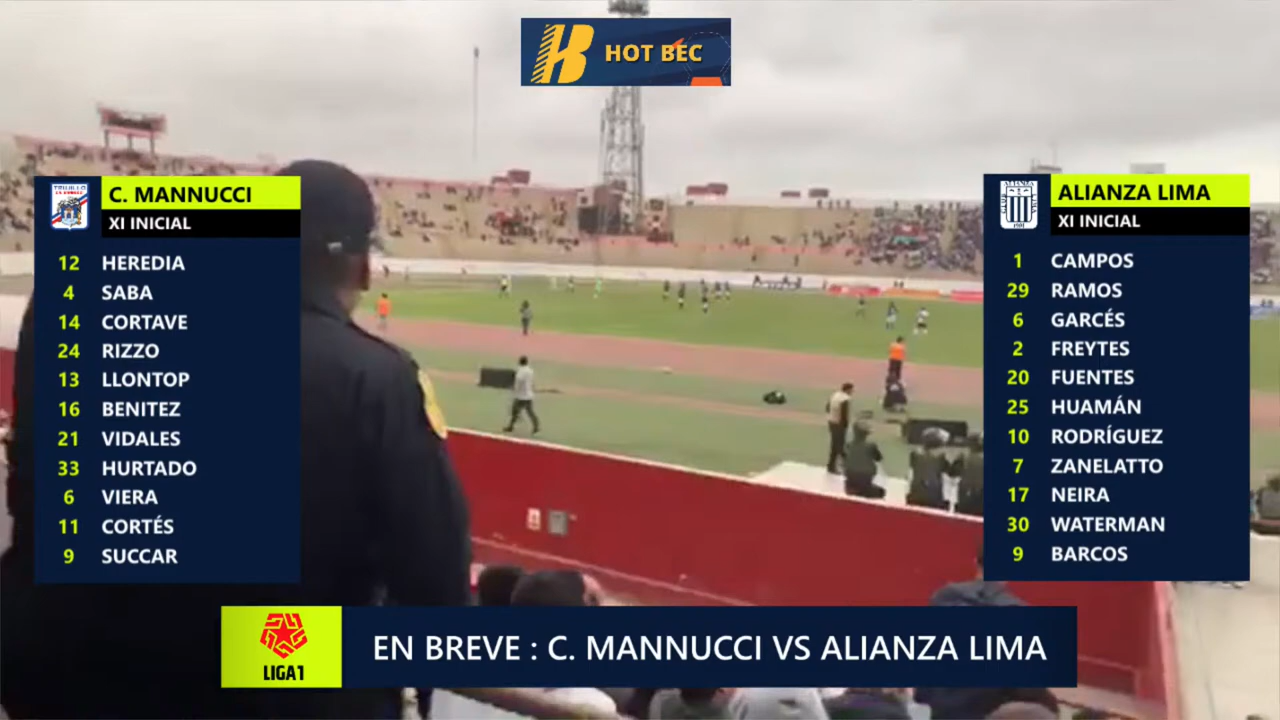 HOT BEC
TRUJILLO
C. MANNUCCI
XI INICIAL
12 HEREDIA
4 SABA
14 CORTAVE
24 RIZZO
13 LLONTOP
16 BENITEZ
21 VIDALES
33 HURTADO
6 VIERA
11 CORTÉS
9 SUCCAR
ALIANZA
1901
ALIANZA LIMA
XI INICIAL
1 CAMPOS
29 RAMOS
6 GARCÉS
2 FREYTES
20 FUENTES
25 HUAMÁN
10 RODRÍGUEZ
7 ZANELATTO
17 NEIRA
30 WATERMAN
9 BARCOS
LIGA1
EN BREVE : C. MANNUCCI VS ALIANZA LIMA